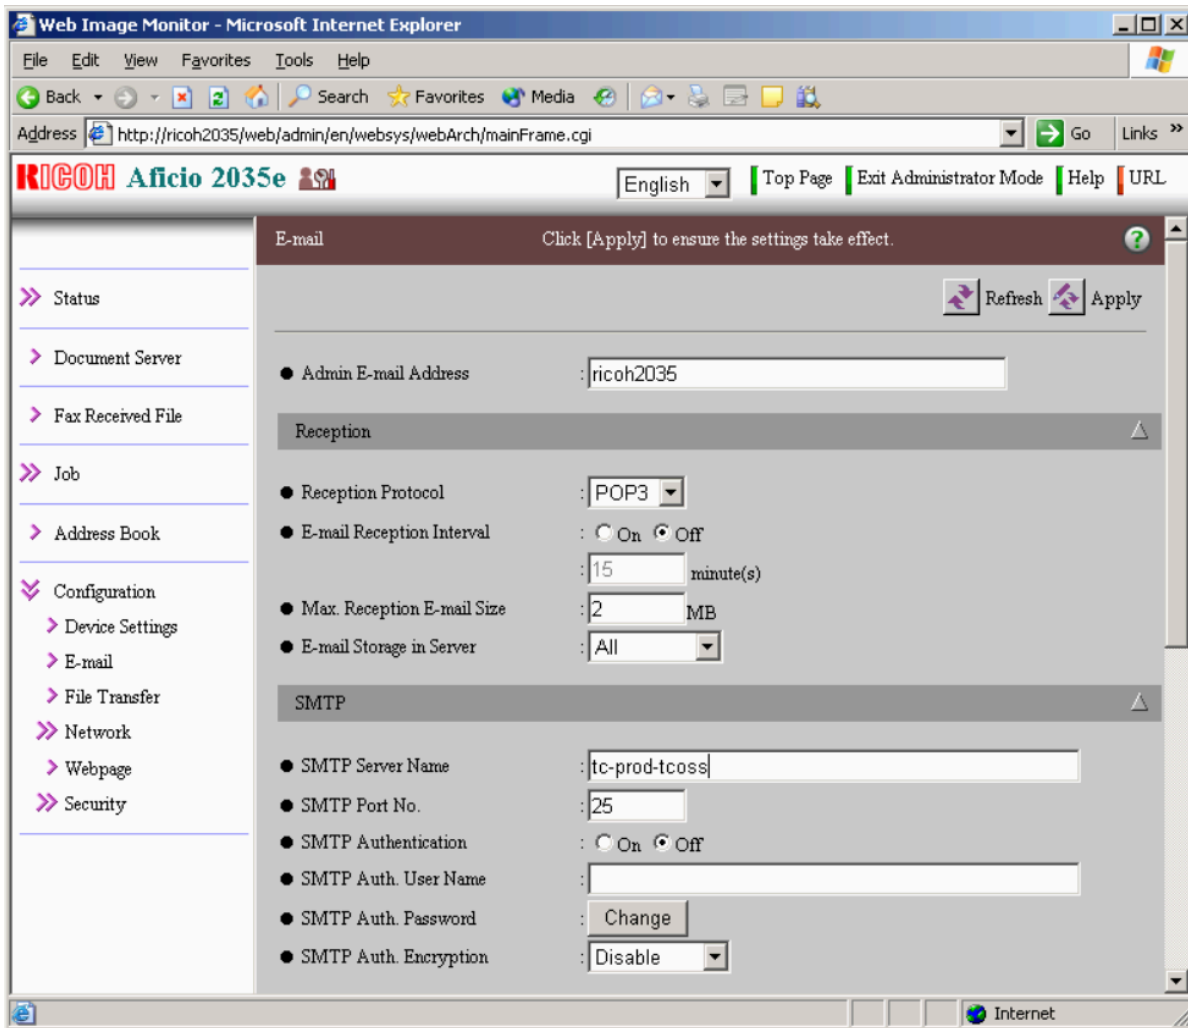 Web Image Monitor - Microsoft Internet Explorer
File Edit View Favorites Tools Help
Back Search Favorites Media
Address http://ricoh2035/web/admin/en/websys/webArch/mainFrame.cgi Go Links »
RICOH Aficio 2035e English Top Page Exit Administrator Mode Help URL
E-mail Click [Apply] to ensure the settings take effect. ?
Refresh Apply
Status
Document Server
Fax Received File
Job
Address Book
Configuration
Device Settings
E-mail
File Transfer
Network
Webpage
Security
● Admin E-mail Address : ricoh2035
Reception
● Reception Protocol : POP3
● E-mail Reception Interval : On Off
: 15 minute(s)
● Max. Reception E-mail Size : 2 MB
● E-mail Storage in Server : All
SMTP
● SMTP Server Name : tc-prod-tcoss
● SMTP Port No. : 25
● SMTP Authentication : On Off
● SMTP Auth. User Name :
● SMTP Auth. Password : Change
● SMTP Auth. Encryption : Disable
Internet